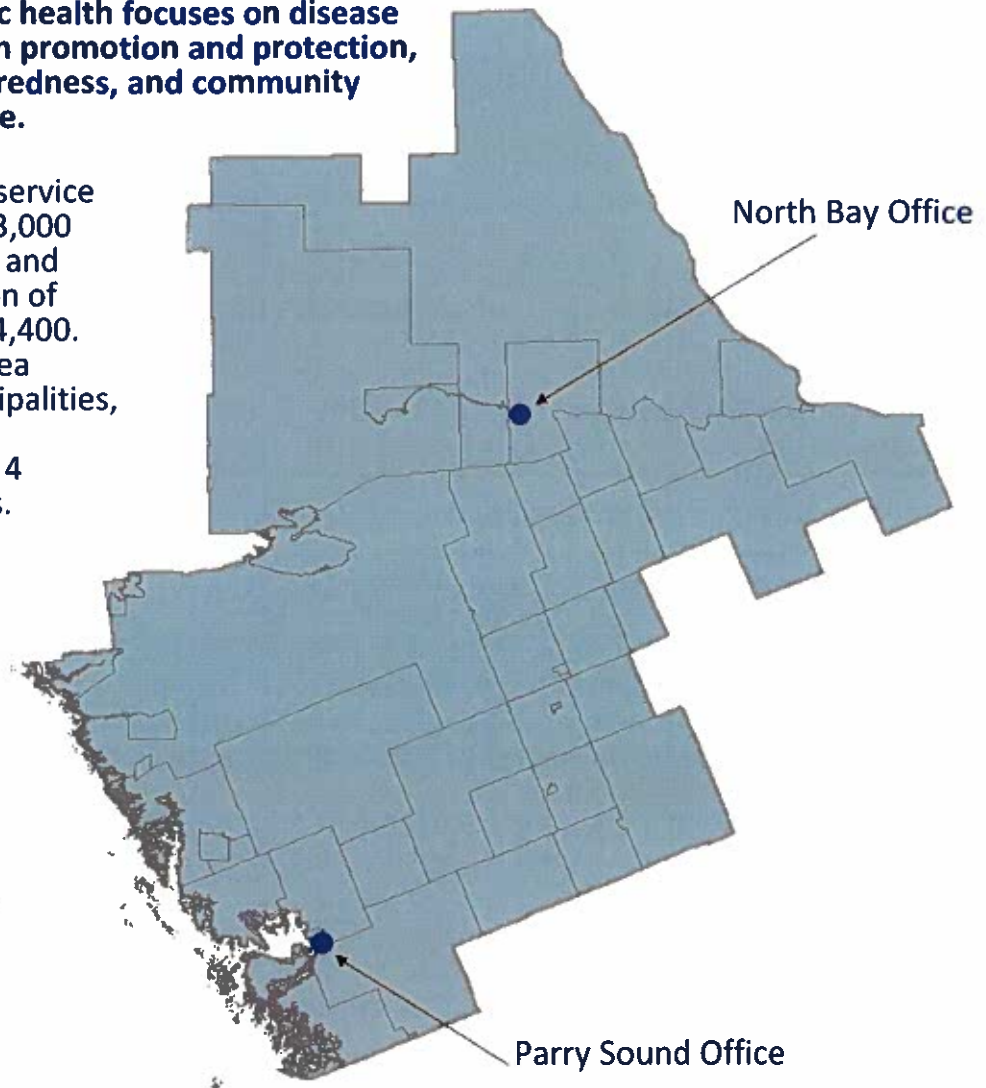 c health focuses on disease
n promotion and protection,
redness, and community
e.
service
3,000
and
n of
4,400.
ea
ipalities,
4
s.
North Bay Office
Parry Sound Office